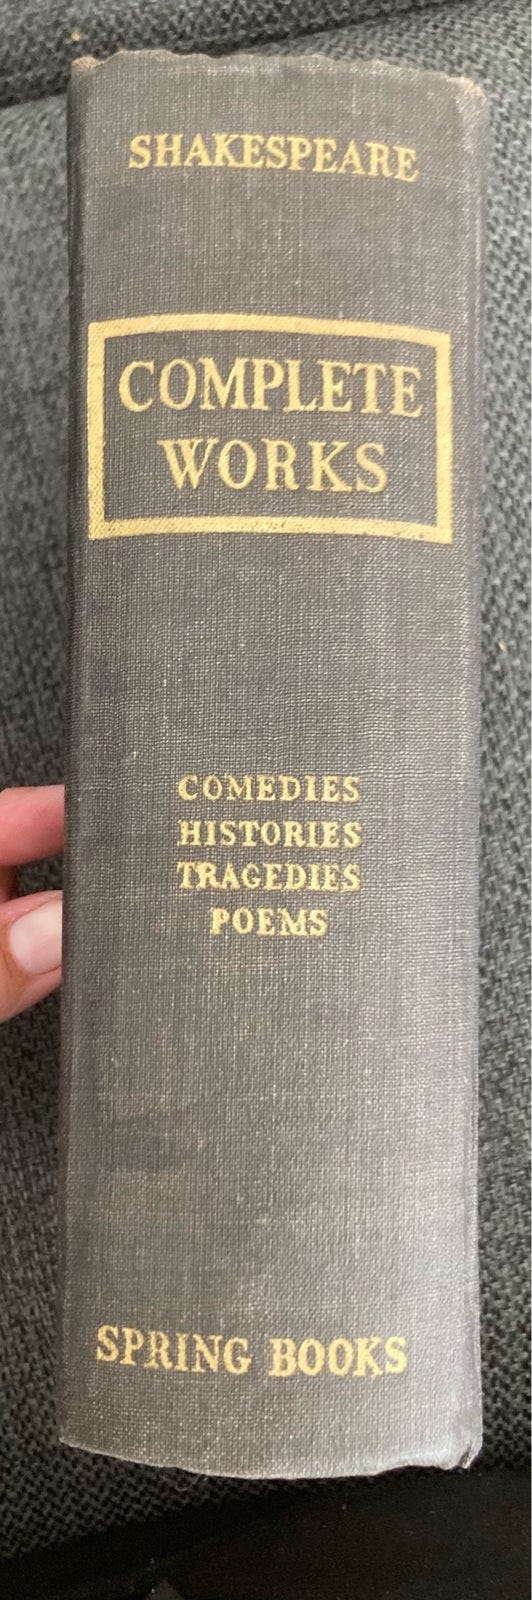 SHAKESPEARE
COMPLETE
WORKS
COMEDIES
HISTORIES
TRAGEDIES
POEMS
SPRING BOOKS